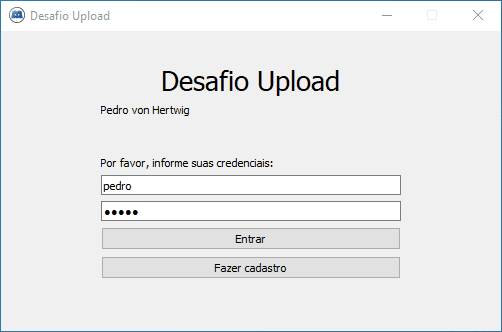 Desafio Upload
Desafio Upload
Pedro von Hertwig
Por favor, informe suas credenciais:
pedro
●●●●●
Entrar
Fazer cadastro